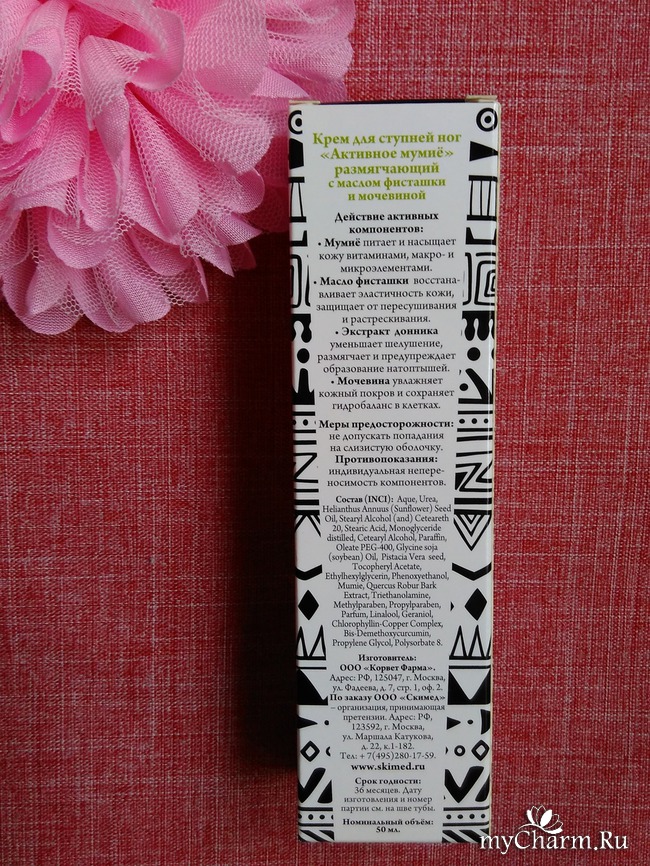 Крем для ступней ног
«Активное мумиё»
размягчающий
с маслом фисташки
и мочевиной
Действие активных
компонентов:
• Мумиё питает и насыщает
кожу витаминами, макро- и
микроэлементами.
• Масло фисташки восстана-
вливает эластичность кожи,
защищает от пересушивания
и растрескивания.
• Экстракт донника
уменьшает шелушение,
размягчает и предупреждает
образование натоптышей.
• Мочевина увлажняет
кожный покров и сохраняет
гидробаланс в клетках.
Меры предосторожности:
не допускать попадания
на слизистую оболочку.
Противопоказания:
индивидуальная непере-
носимость компонентов.
Состав (INCI): Aque, Urea,
Helianthus Annuus (Sunflower) Seed
Oil, Stearyl Alcohol (and) Ceteareth
20, Stearic Acid, Monoglyceride
distilled, Cetearyl Alcohol, Paraffin,
Oleate PEG-400, Glycine soja
(soybean) Oil, Pistacia Vera seed,
Tocopheryl Acetate,
Ethylhexylglycerin, Phenoxyethanol,
Mumie, Quercus Robur Bark
Extract, Triethanolamine,
Methylparaben, Propylparaben,
Parfum, Linalool, Geraniol,
Chlorophyllin-Copper Complex,
Bis-Demethoxycurcumin,
Propylene Glycol, Polysorbate 8.
Изготовитель:
ООО «Корвет Фарма».
Адрес: РФ, 125047, г. Москва,
ул. Фадеева, д. 7, стр. 1, оф. 2.
По заказу ООО «Скимед»
– организация, принимающая
претензии. Адрес: РФ,
123592, г. Москва,
ул. Маршала Катукова,
д. 22, к.1-182.
Тел: + 7(495)280-17-59.
www.skimed.ru
Срок годности:
36 месяцев. Дату
изготовления и номер
партии см. на шве тубы.
Номинальный объём:
50 мл.
myCharm.Ru